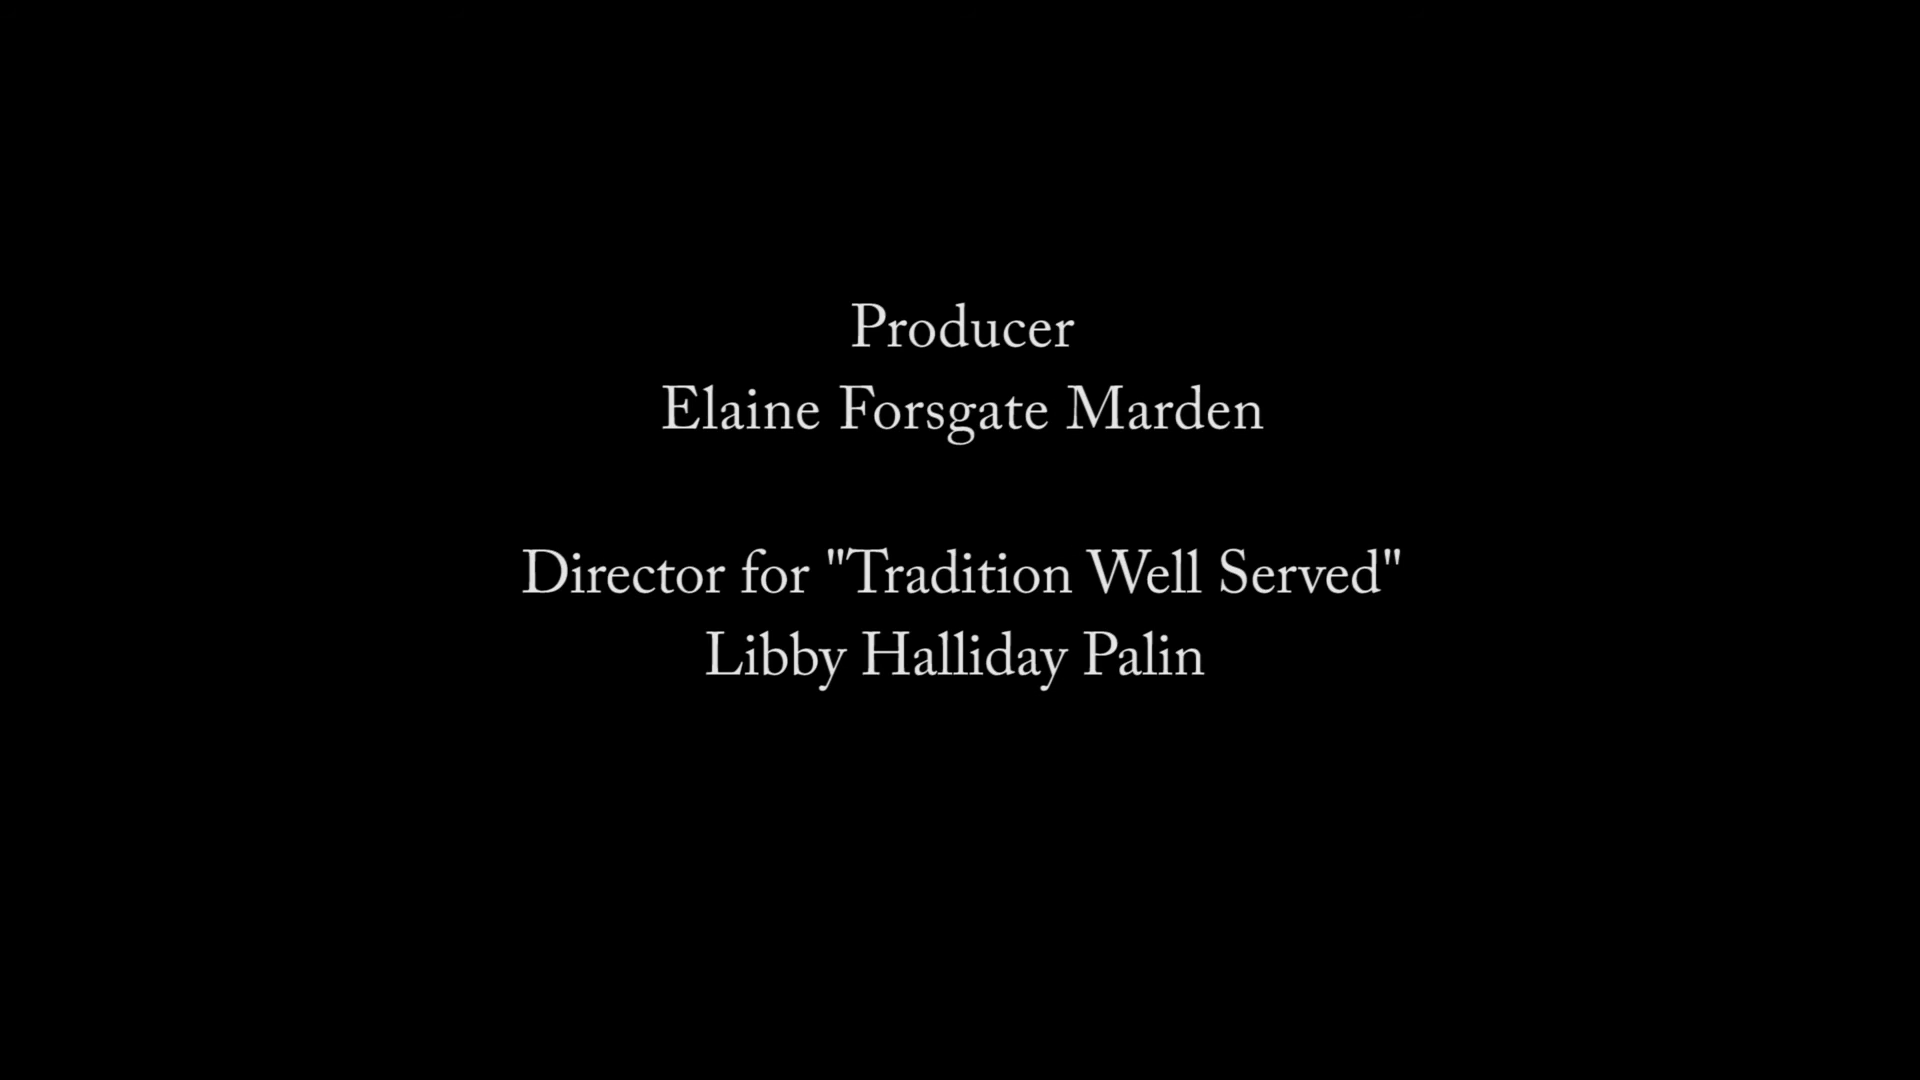 Producer
Elaine Forsgate Marden
Director for "Tradition Well Served"
Libby Halliday Palin